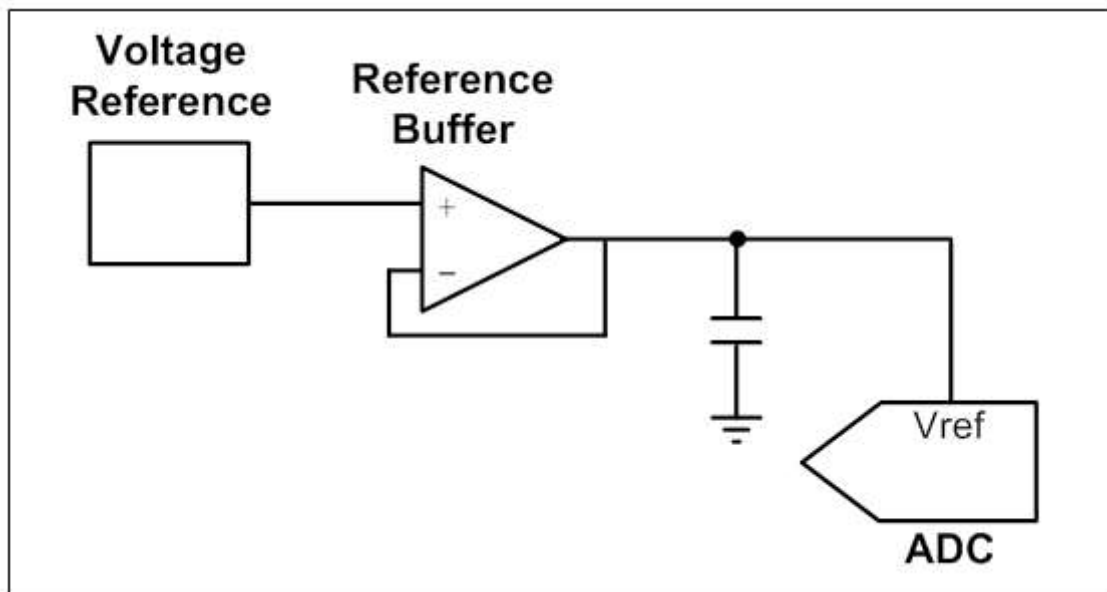 Voltage
Reference
Reference
Buffer
+
−
Vref
ADC